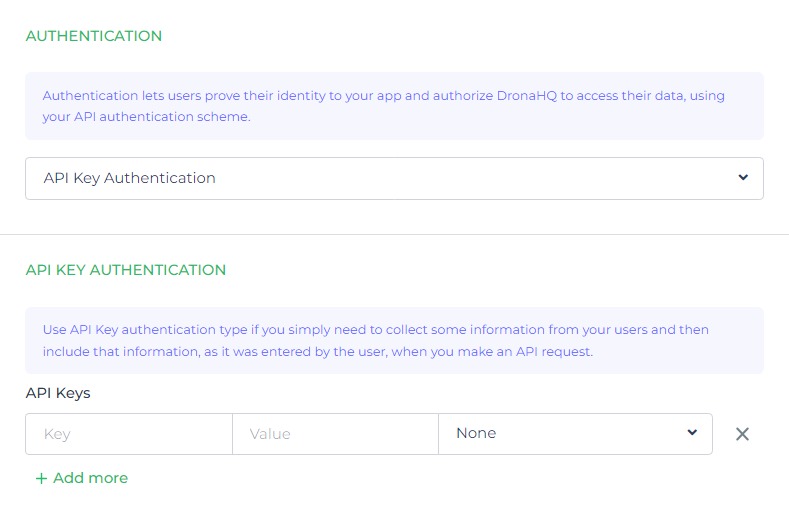 AUTHENTICATION
Authentication lets users prove their identity to your app and authorize DronaHQ to access their data, using
your API authentication scheme.
API Key Authentication
API KEY AUTHENTICATION
Use API Key authentication type if you simply need to collect some information from your users and then
include that information, as it was entered by the user, when you make an API request.
API Keys
Key Value None
+ Add more